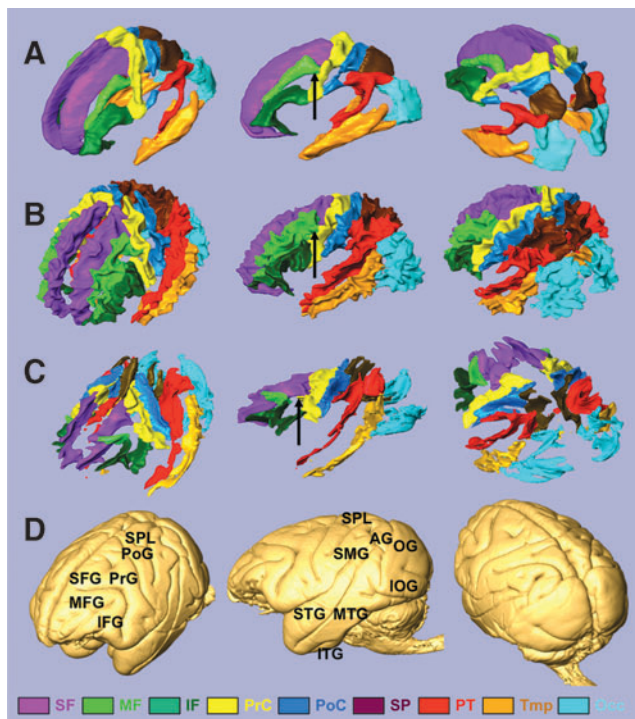 A
B
C
D
SPL
PoG
SFG PrG
MFG
IFG
SPL
AG
OG
SMG
IOG
STG MTG
ITG
SF MF IF PrC PoC SP PT Tmp Occ